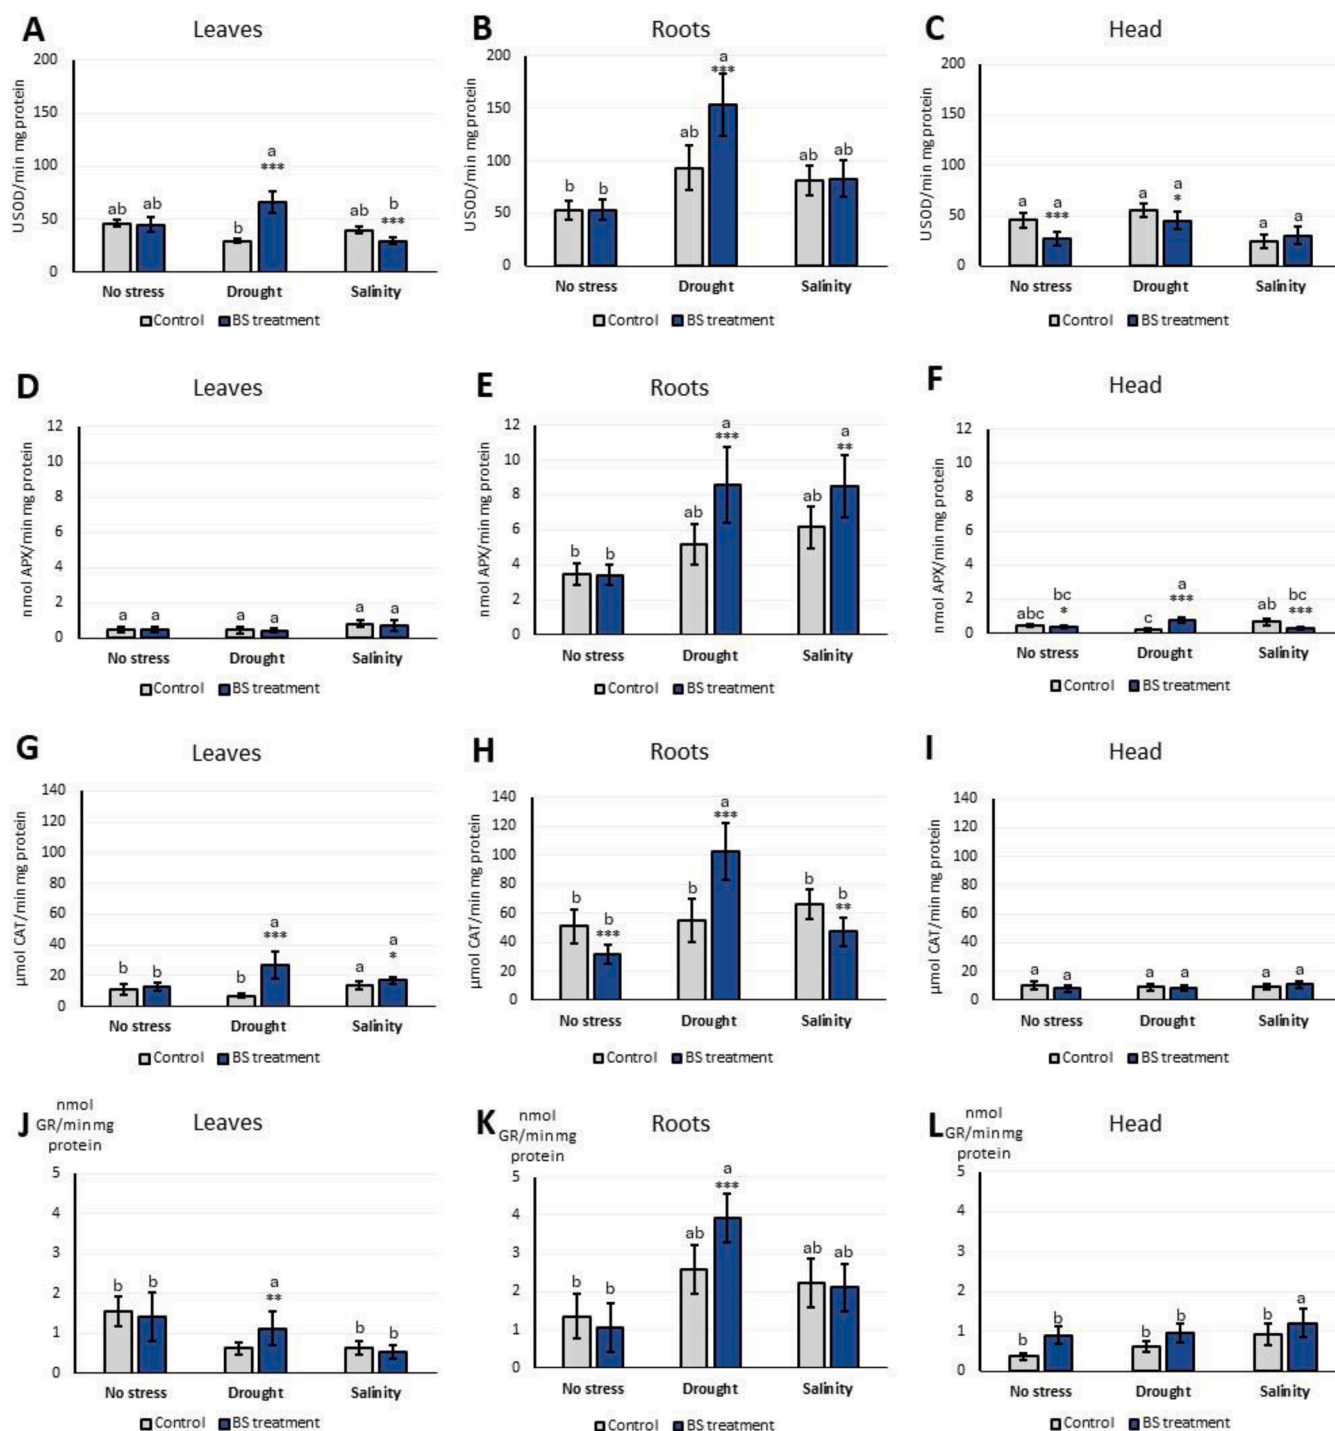 A Leaves
USOD/min mg protein
200
150
100
50
0
ab ab
b
a
***
ab
b
***
No stress Drought Salinity
Control BS treatment
B Roots
USOD/min mg protein
200
150
100
50
0
b b
ab
a
***
ab ab
No stress Drought Salinity
Control BS treatment
C Head
USOD/min mg protein
200
150
100
50
0
a
a
***
a
a
*
a a
No stress Drought Salinity
Control BS treatment
D Leaves
nmol APX/min mg protein
12
10
8
6
4
2
0
a a
a a
a a
No stress Drought Salinity
Control BS treatment
E Roots
nmol APX/min mg protein
12
10
8
6
4
2
0
b b
ab
a
***
ab
a
**
No stress Drought Salinity
Control BS treatment
F Head
nmol APX/min mg protein
12
10
8
6
4
2
0
abc
bc
*
c
a
***
ab
bc
***
No stress Drought Salinity
Control BS treatment
G Leaves
µmol CAT/min mg protein
140
120
100
80
60
40
20
0
b b
b
a
***
a
a
*
No stress Drought Salinity
Control BS treatment
H Roots
µmol CAT/min mg protein
140
120
100
80
60
40
20
0
b
b
***
b
a
***
b
b
**
No stress Drought Salinity
Control BS treatment
I Head
µmol CAT/min mg protein
140
120
100
80
60
40
20
0
a a
a a
a a
No stress Drought Salinity
Control BS treatment
J Leaves
nmol
GR/min mg
protein
5
4
3
2
1
0
b b
a
**
b b
No stress Drought Salinity
Control BS treatment
K Roots
nmol
GR/min mg
protein
5
4
3
2
1
0
b b
ab
a
***
ab ab
No stress Drought Salinity
Control BS treatment
L Head
nmol
GR/min mg
protein
5
4
3
2
1
0
b b
b b
b a
No stress Drought Salinity
Control BS treatment